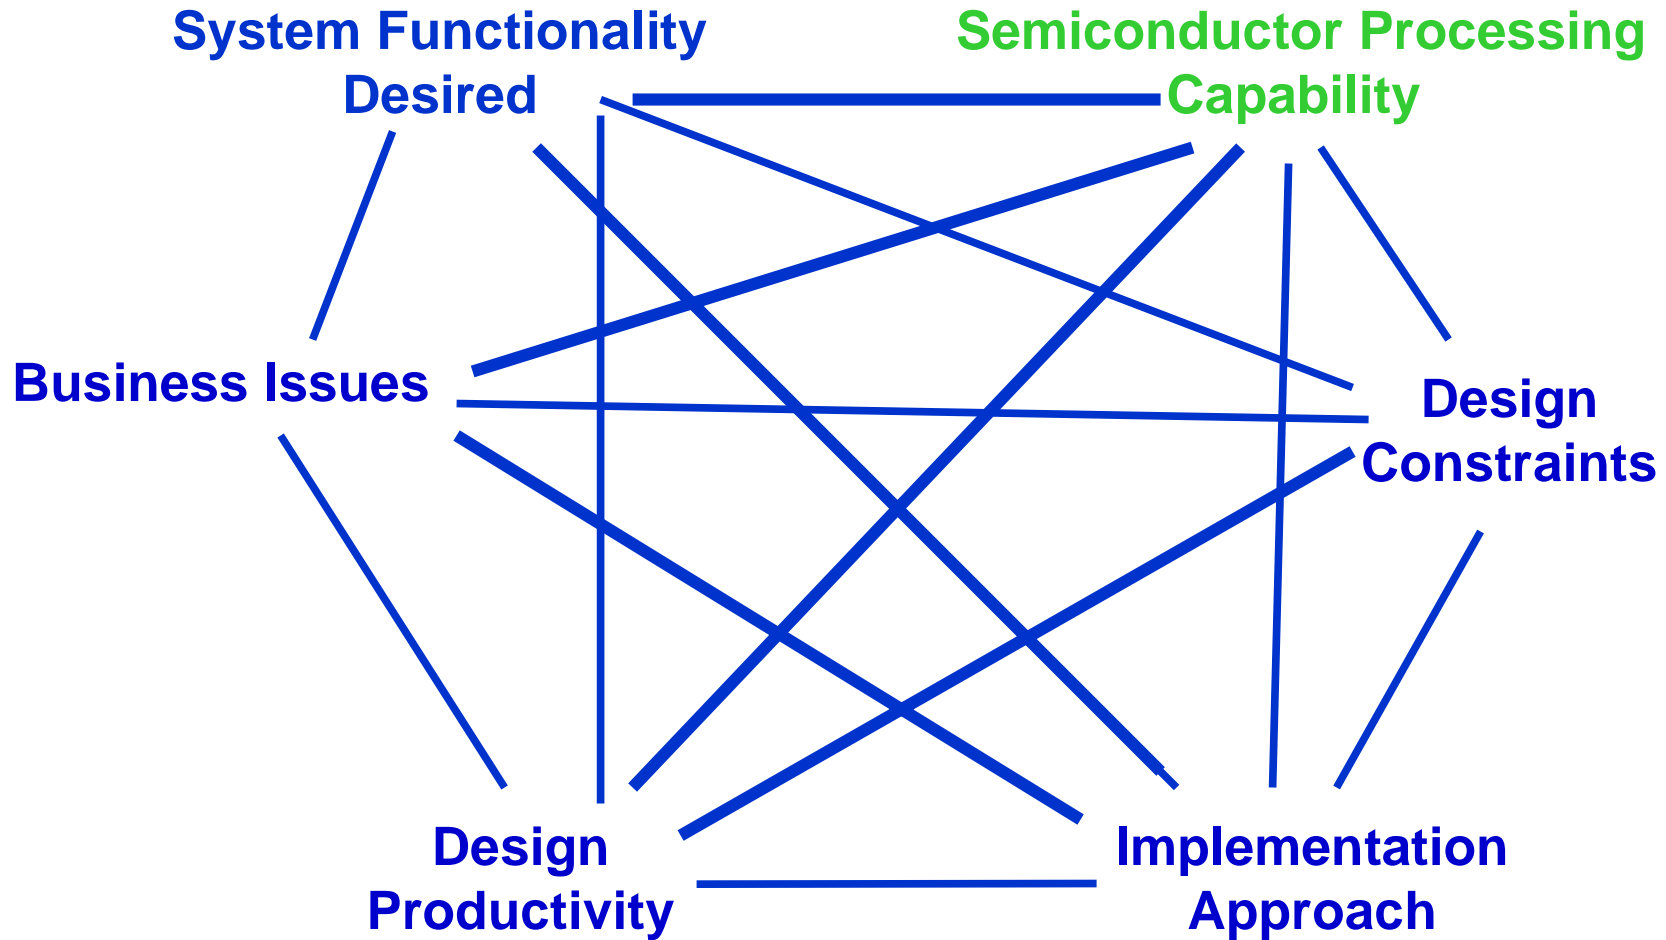 System Functionality
Desired
Semiconductor Processing
Capability
Business Issues
Design
Constraints
Design
Productivity
Implementation
Approach